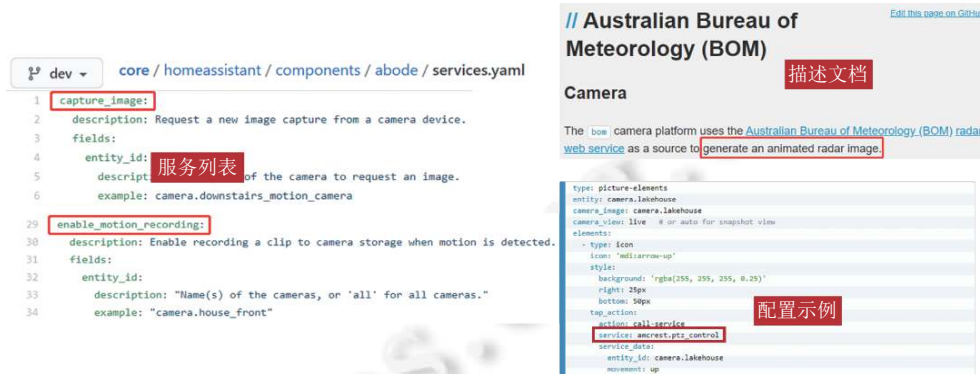 dev
core / homeassistant / components / abode / services.yaml
1 capture_image:
2 description: Request a new image capture from a camera device.
3 fields:
4 entity_id:
5 descript of the camera to request an image.
6 example: camera.downstairs_motion_camera
服务列表
29 enable_motion_recording:
30 description: Enable recording a clip to camera storage when motion is detected.
31 fields:
32 entity_id:
33 description: "Name(s) of the cameras, or 'all' for all cameras."
34 example: "camera.house_front"
Edit this page on GitHu
// Australian Bureau of
Meteorology (BOM)
描述文档
Camera
The bom camera platform uses the Australian Bureau of Meteorology (BOM) radar
web service as a source to generate an animated radar image.
type: picture-elements
entity: camera.lakehouse
camera_image: camera.lakehouse
camera_view: live # or auto for snapshot view
elements:
- type: icon
icon: 'mdi:arrow-up'
style:
background: 'rgba(255, 255, 255, 0.25)'
right: 25px
bottom: 50px
tap_action:
action: call-service
service: amcrest.ptz_control
service_data:
entity_id: camera.lakehouse
movement: up
配置示例